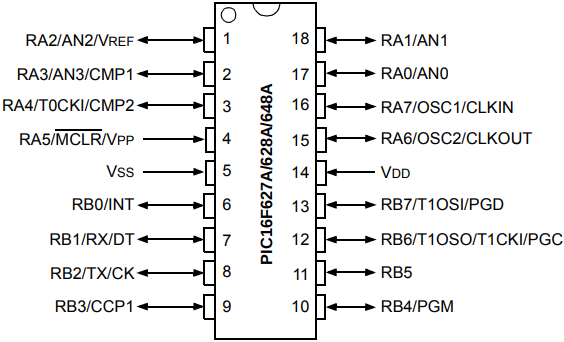 RA2/AN2/VREF 1 18 RA1/AN1
RA3/AN3/CMP1 2 17 RA0/AN0
RA4/T0CKI/CMP2 3 16 RA7/OSC1/CLKIN
RA5/MCLR/VPP 4 15 RA6/OSC2/CLKOUT
VSS 5 14 VDD
RB0/INT 6 13 RB7/T1OSI/PGD
RB1/RX/DT 7 12 RB6/T1OSO/T1CKI/PGC
RB2/TX/CK 8 11 RB5
RB3/CCP1 9 10 RB4/PGM
PIC16F627A/628A/648A